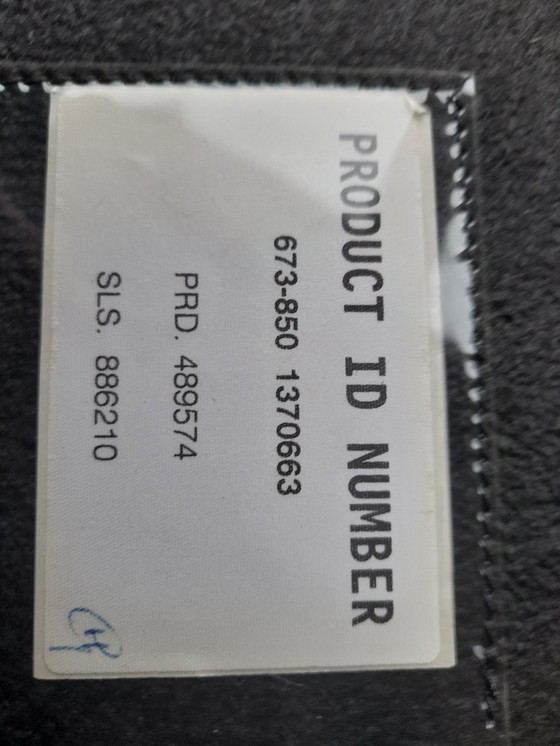 PRODUCT ID NUMBER
673-850 1370663
PRD. 489574
SLS. 886210